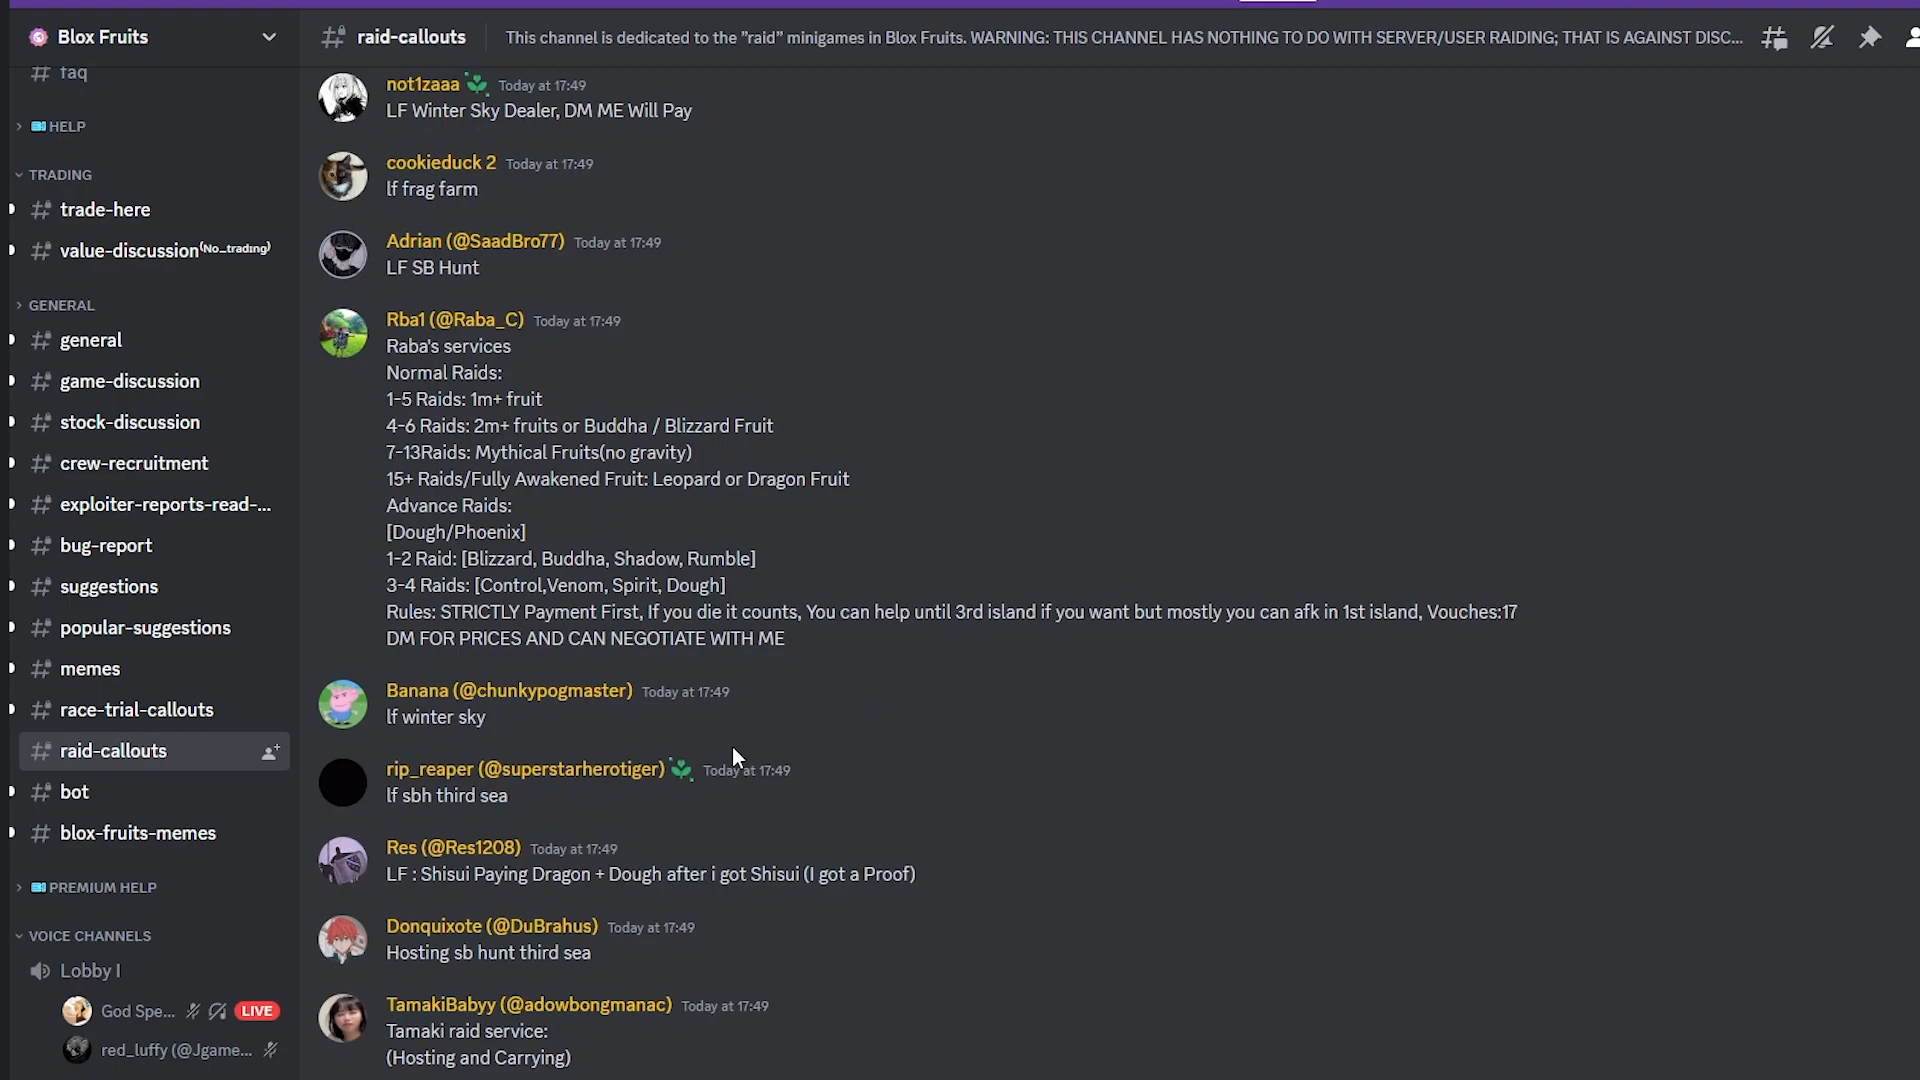 Blox Fruits
faq
HELP
TRADING
trade-here
value-discussion(No_trading)
GENERAL
general
game-discussion
stock-discussion
crew-recruitment
exploiter-reports-read-...
bug-report
suggestions
popular-suggestions
memes
race-trial-callouts
raid-callouts
bot
blox-fruits-memes
PREMIUM HELP
VOICE CHANNELS
Lobby I
God Spe... LIVE
red_luffy (@Jgame...
raid-callouts This channel is dedicated to the "raid" minigames in Blox Fruits. WARNING: THIS CHANNEL HAS NOTHING TO DO WITH SERVER/USER RAIDING; THAT IS AGAINST DISC...
not1zaaa Today at 17:49
LF Winter Sky Dealer, DM ME Will Pay
cookieduck 2 Today at 17:49
lf frag farm
Adrian (@SaadBro77) Today at 17:49
LF SB Hunt
Rba1 (@Raba_C) Today at 17:49
Raba's services
Normal Raids:
1-5 Raids: 1m+ fruit
4-6 Raids: 2m+ fruits or Buddha / Blizzard Fruit
7-13Raids: Mythical Fruits(no gravity)
15+ Raids/Fully Awakened Fruit: Leopard or Dragon Fruit
Advance Raids:
[Dough/Phoenix]
1-2 Raid: [Blizzard, Buddha, Shadow, Rumble]
3-4 Raids: [Control,Venom, Spirit, Dough]
Rules: STRICTLY Payment First, If you die it counts, You can help until 3rd island if you want but mostly you can afk in 1st island, Vouches:17
DM FOR PRICES AND CAN NEGOTIATE WITH ME
Banana (@chunkypogmaster) Today at 17:49
lf winter sky
rip_reaper (@superstarherotiger) Today at 17:49
lf sbh third sea
Res (@Res1208) Today at 17:49
LF : Shisui Paying Dragon + Dough after i got Shisui (I got a Proof)
Donquixote (@DuBrahus) Today at 17:49
Hosting sb hunt third sea
TamakiBabyy (@adowbongmanac) Today at 17:49
Tamaki raid service:
(Hosting and Carrying)